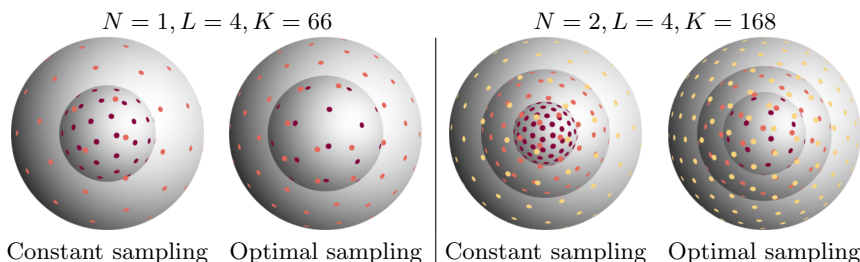 N = 1, L = 4, K = 66
N = 2, L = 4, K = 168
Constant sampling
Optimal sampling
Constant sampling
Optimal sampling